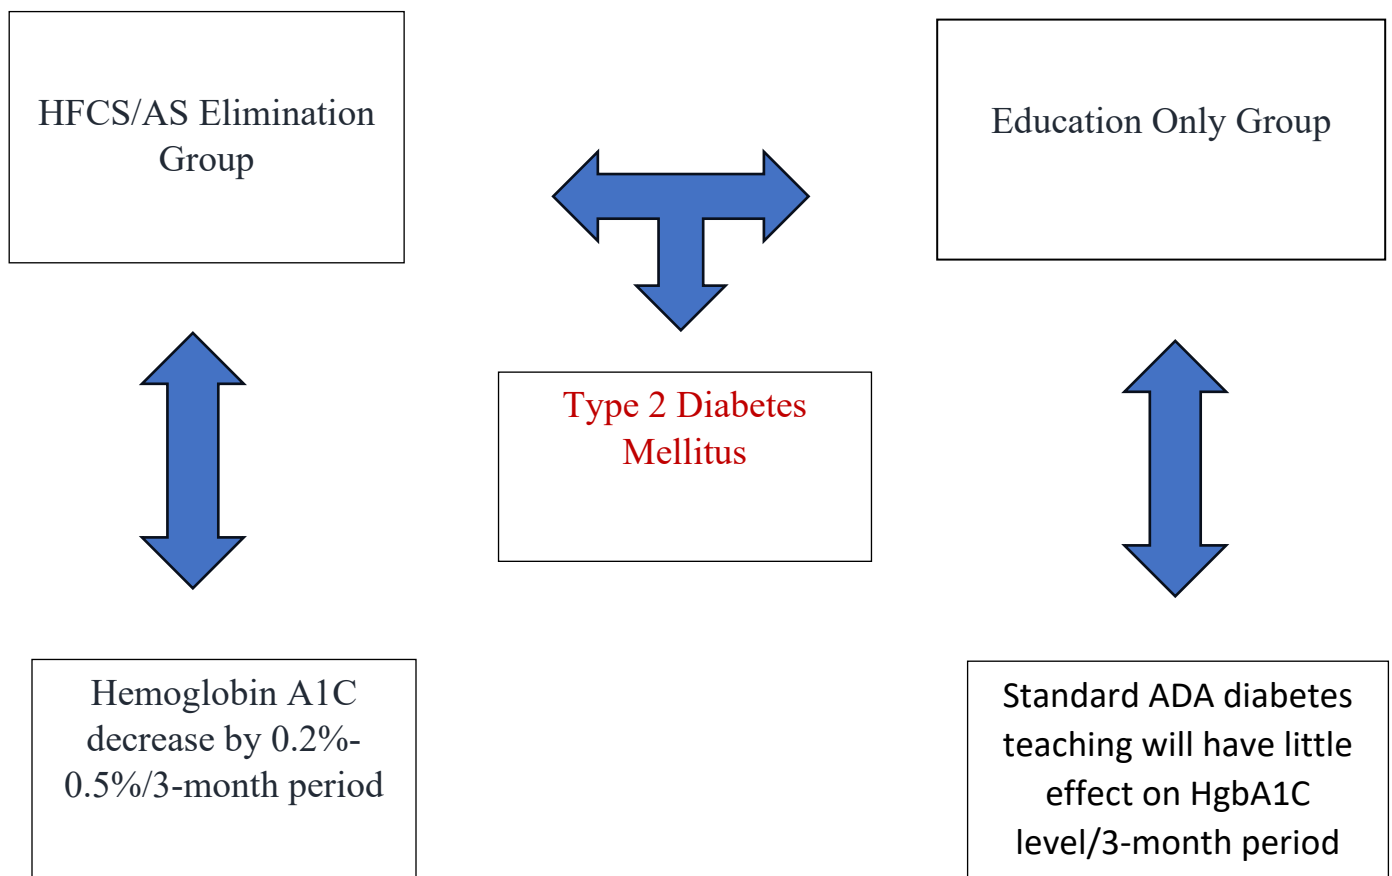 HFCS/AS Elimination
Group
Education Only Group
Type 2 Diabetes
Mellitus
Hemoglobin A1C
decrease by 0.2%-
0.5%/3-month period
Standard ADA diabetes
teaching will have little
effect on HgbA1C
level/3-month period